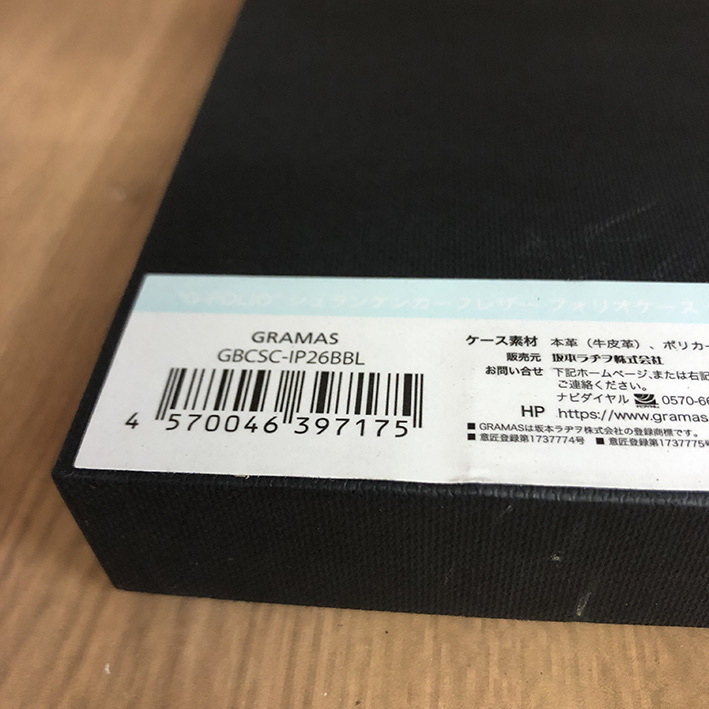 "G-FOLIO" シュランケンカーフレザー フォリオケース
GRAMAS
GBCSC-IP26BBL
4 570046 397175
ケース素材 本革（牛皮革）、ポリカー
販売元 坂本ラヂヲ株式会社
お問い合せ 下記ホームページ、または右記
ご連絡ください。
ナビダイヤル 0570-66
HP https://www.gramas
■ GRAMASは坂本ラヂヲ株式会社の登録商標です。
■ 意匠登録第1737774号 ■ 意匠登録第1737775号